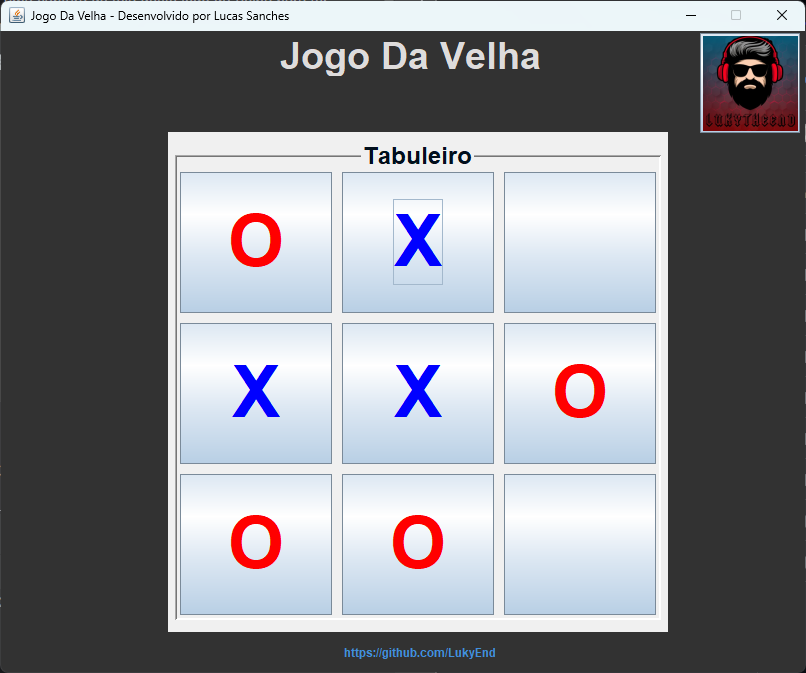 Jogo Da Velha - Desenvolvido por Lucas Sanches
Jogo Da Velha
LUKYTHEEND
Tabuleiro
O X
X X O
O O
https://github.com/LukyEnd